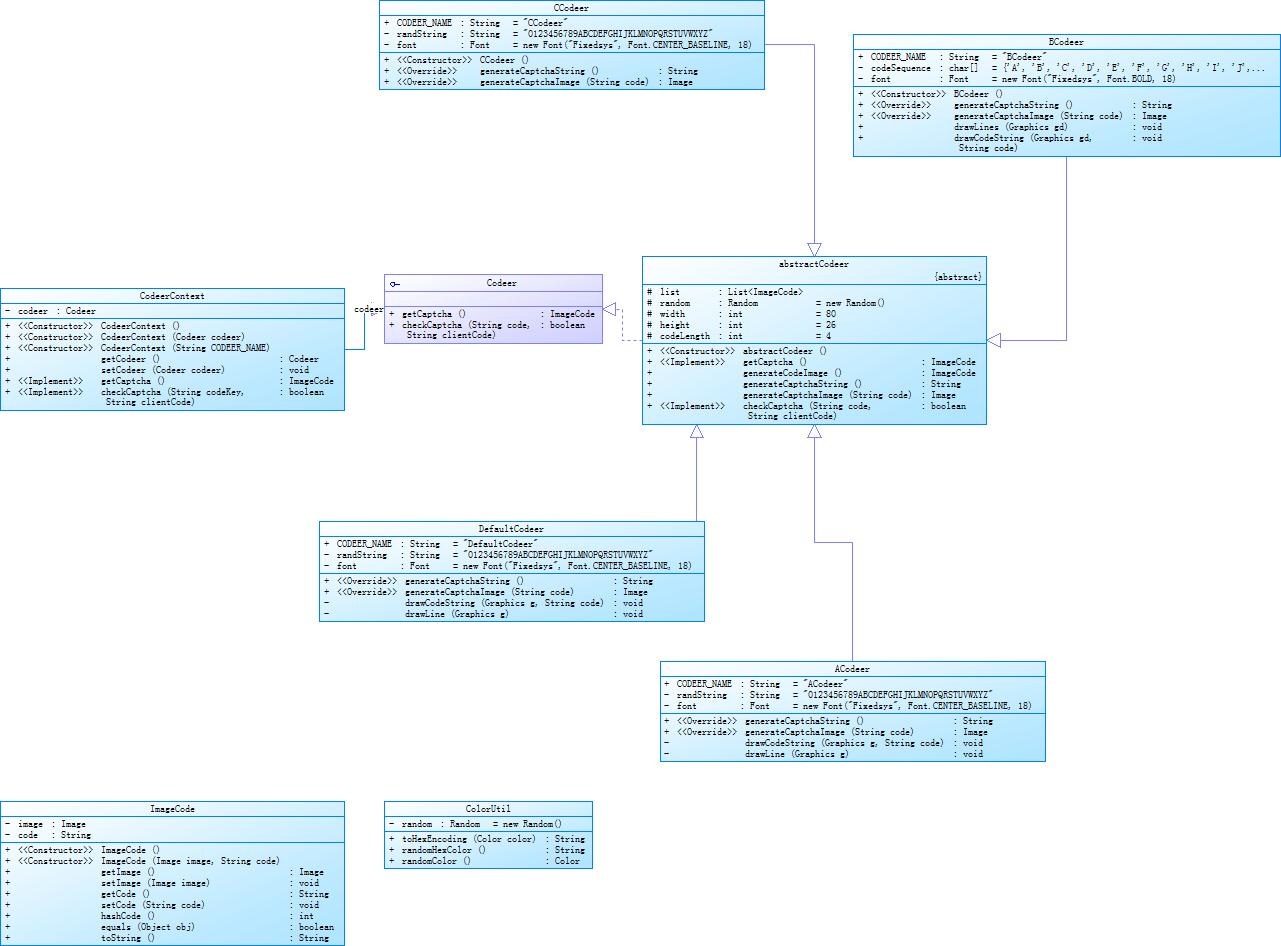 CCodeer
+ CODEER_NAME : String = "CCodeer"
- randString : String = "0123456789ABCDEFGHIJKLMNOPQRSTUVWXYZ"
- font : Font = new Font("Fixedsys", Font.CENTER_BASELINE, 18)
+ <<Constructor>> CCodeer ()
+ <<Override>> generateCaptchaString () : String
+ <<Override>> generateCaptchaImage (String code) : Image
BCodeer
+ CODEER_NAME : String = "BCodeer"
- codeSequence : char[] = {'A', 'B', 'C', 'D', 'E', 'F', 'G', 'H', 'I', 'J',...
- font : Font = new Font("Fixedsys", Font.BOLD, 18)
+ <<Constructor>> BCodeer ()
+ <<Override>> generateCaptchaString () : String
+ <<Override>> generateCaptchaImage (String code) : Image
+ drawLines (Graphics gd) : void
+ drawCodeString (Graphics gd, : void
String code)
abstractCodeer
{abstract}
# list : List<ImageCode>
# random : Random = new Random()
# width : int = 80
# height : int = 26
# codeLength : int = 4
+ <<Constructor>> abstractCodeer ()
+ <<Implement>> getCaptcha () : ImageCode
+ generateCodeImage () : ImageCode
+ generateCaptchaString () : String
+ generateCaptchaImage (String code) : Image
+ <<Implement>> checkCaptcha (String code, : boolean
String clientCode)
Codeer
+ getCaptcha () : ImageCode
+ checkCaptcha (String code, : boolean
String clientCode)
codeer
CodeerContext
- codeer : Codeer
+ <<Constructor>> CodeerContext ()
+ <<Constructor>> CodeerContext (Codeer codeer)
+ <<Constructor>> CodeerContext (String CODEER_NAME)
+ getCodeer () : Codeer
+ setCodeer (Codeer codeer) : void
+ <<Implement>> getCaptcha () : ImageCode
+ <<Implement>> checkCaptcha (String codeKey, : boolean
String clientCode)
DefaultCodeer
+ CODEER_NAME : String = "DefaultCodeer"
- randString : String = "0123456789ABCDEFGHIJKLMNOPQRSTUVWXYZ"
- font : Font = new Font("Fixedsys", Font.CENTER_BASELINE, 18)
+ <<Override>> generateCaptchaString () : String
+ <<Override>> generateCaptchaImage (String code) : Image
- drawCodeString (Graphics g, String code) : void
- drawLine (Graphics g) : void
ACodeer
+ CODEER_NAME : String = "ACodeer"
- randString : String = "0123456789ABCDEFGHIJKLMNOPQRSTUVWXYZ"
- font : Font = new Font("Fixedsys", Font.CENTER_BASELINE, 18)
+ <<Override>> generateCaptchaString () : String
+ <<Override>> generateCaptchaImage (String code) : Image
- drawCodeString (Graphics g, String code) : void
- drawLine (Graphics g) : void
ImageCode
- image : Image
- code : String
+ <<Constructor>> ImageCode ()
+ <<Constructor>> ImageCode (Image image, String code)
+ getImage () : Image
+ setImage (Image image) : void
+ getCode () : String
+ setCode (String code) : void
+ hashCode () : int
+ equals (Object obj) : boolean
+ toString () : String
ColorUtil
- random : Random = new Random()
+ toHexEncoding (Color color) : String
+ randomHexColor () : String
+ randomColor () : Color